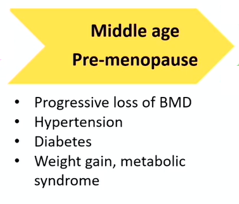 Middle age
Pre-menopause
• Progressive loss of BMD
• Hypertension
• Diabetes
• Weight gain, metabolic
syndrome